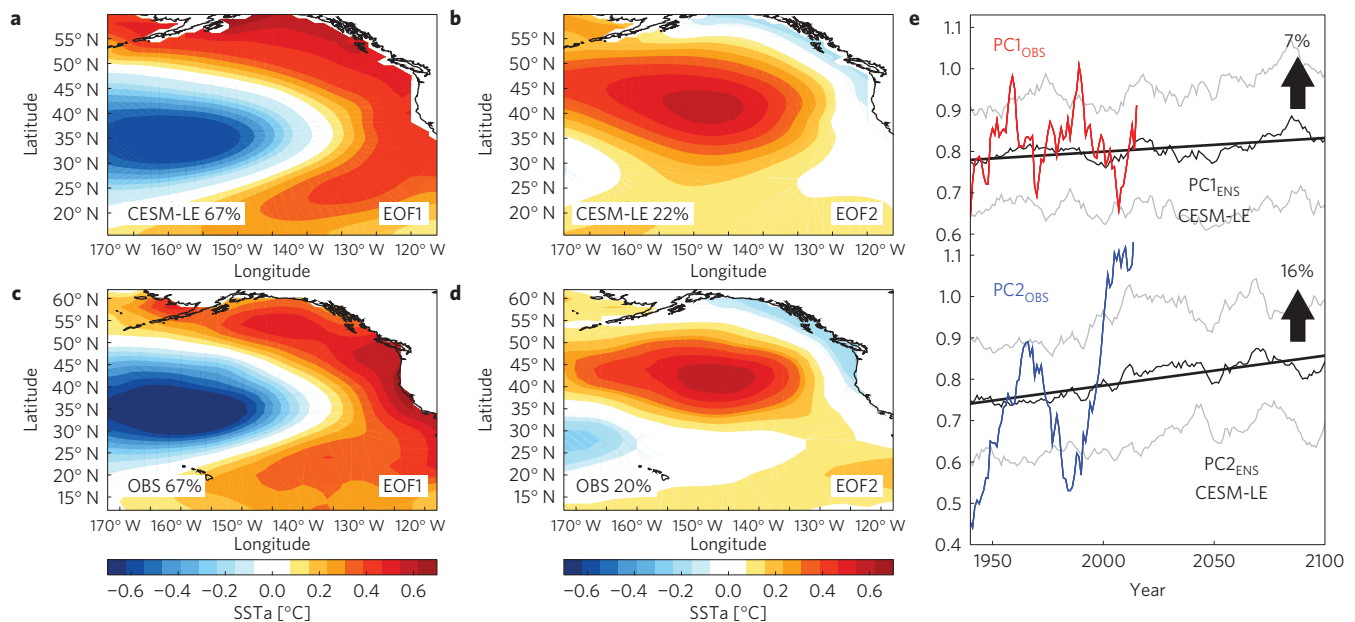 a
55° N
50° N
45° N
40° N
35° N
30° N
25° N
20° N
Latitude
CESM-LE 67%
EOF1
170° W 160° W 150° W 140° W 130° W 120° W
Longitude
b
55° N
50° N
45° N
40° N
35° N
30° N
25° N
20° N
Latitude
CESM-LE 22%
EOF2
170° W 160° W 150° W 140° W 130° W 120° W
Longitude
c
60° N
55° N
50° N
45° N
40° N
35° N
30° N
25° N
20° N
15° N
Latitude
OBS 67%
EOF1
170° W 160° W 150° W 140° W 130° W 120° W
Longitude
−0.6 −0.4 −0.2 0.0 0.2 0.4 0.6
SSTa [°C]
d
60° N
55° N
50° N
45° N
40° N
35° N
30° N
25° N
20° N
15° N
Latitude
OBS 20%
EOF2
170° W 160° W 150° W 140° W 130° W 120° W
Longitude
−0.6 −0.4 −0.2 0.0 0.2 0.4 0.6
SSTa [°C]
e
1.1
1.0
0.9
0.8
0.7
0.6
PC1OBS
7%
PC1ENS
CESM-LE
1.1
1.0
0.9
0.8
0.7
0.6
0.5
0.4
PC2OBS
16%
PC2ENS
CESM-LE
1950 2000 2050 2100
Year